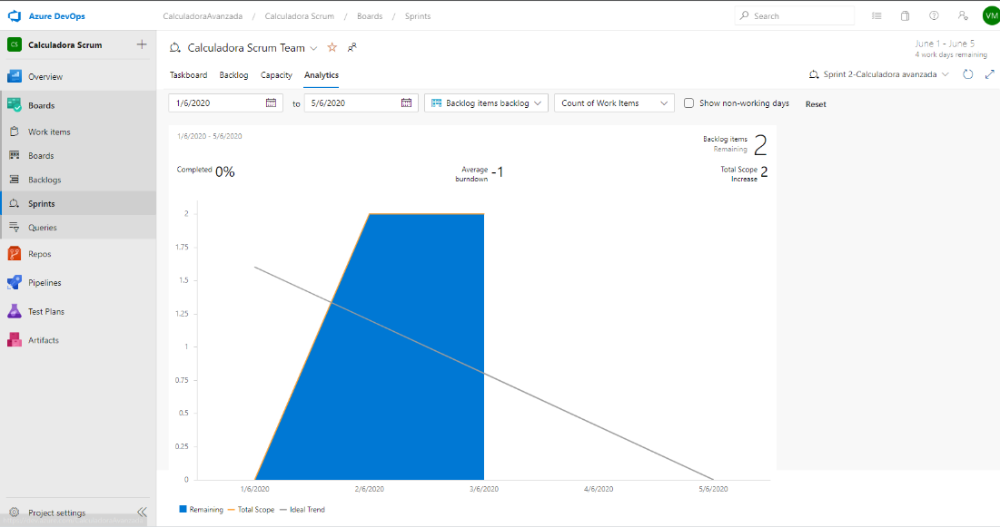 Azure DevOps
CalculadoraAvanzada / Calculadora Scrum / Boards / Sprints
Search
VM
CS Calculadora Scrum
Calculadora Scrum Team
June 1 - June 5
4 work days remaining
Overview
Taskboard Backlog Capacity Analytics
Sprint 2-Calculadora avanzada
Boards
1/6/2020 to 5/6/2020 Backlog items backlog Count of Work Items Show non-working days Reset
Work items
Boards
Backlogs
Sprints
Queries
Repos
Pipelines
Test Plans
Artifacts
Project settings
1/6/2020 - 5/6/2020
Backlog items
Remaining 2
Completed 0%
Average
burndown -1
Total Scope
Increase 2
2
1.75
1.5
1.25
1
0.75
0.5
0.25
0
1/6/2020 2/6/2020 3/6/2020 4/6/2020 5/6/2020
Remaining Total Scope Ideal Trend